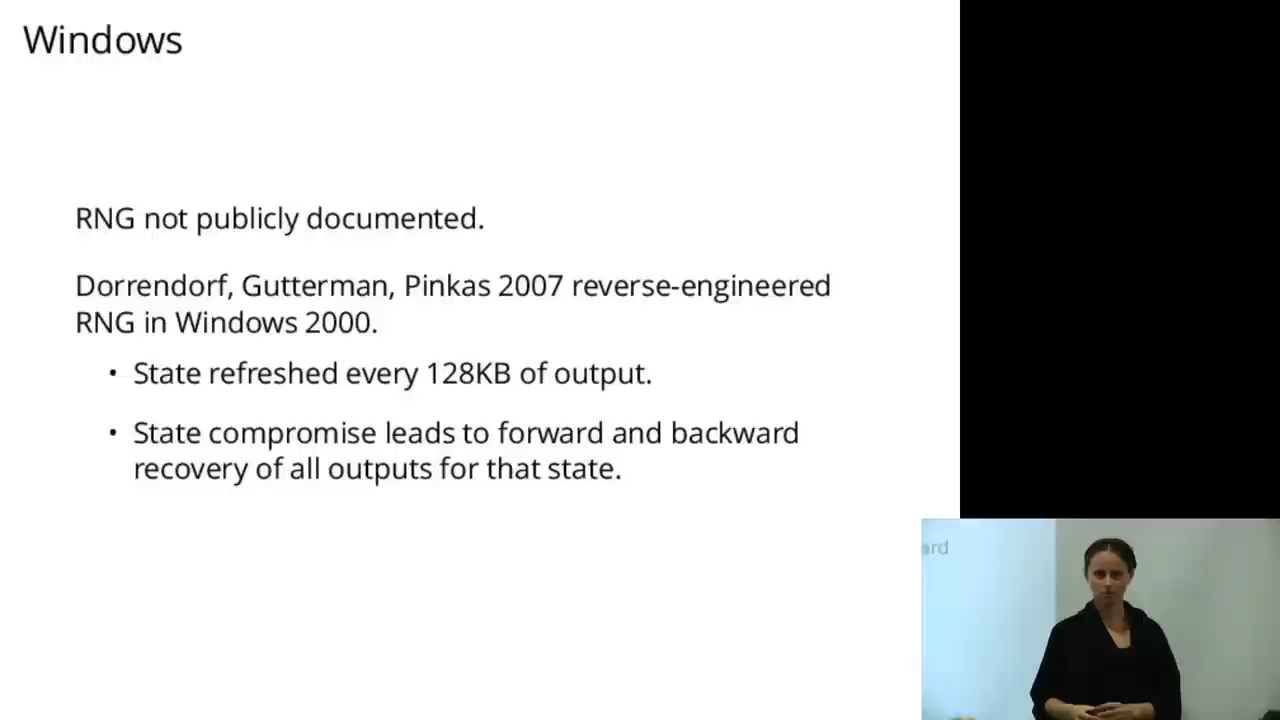 Windows
RNG not publicly documented.
Dorrendorf, Gutterman, Pinkas 2007 reverse-engineered
RNG in Windows 2000.
• State refreshed every 128KB of output.
• State compromise leads to forward and backward
recovery of all outputs for that state.
ard